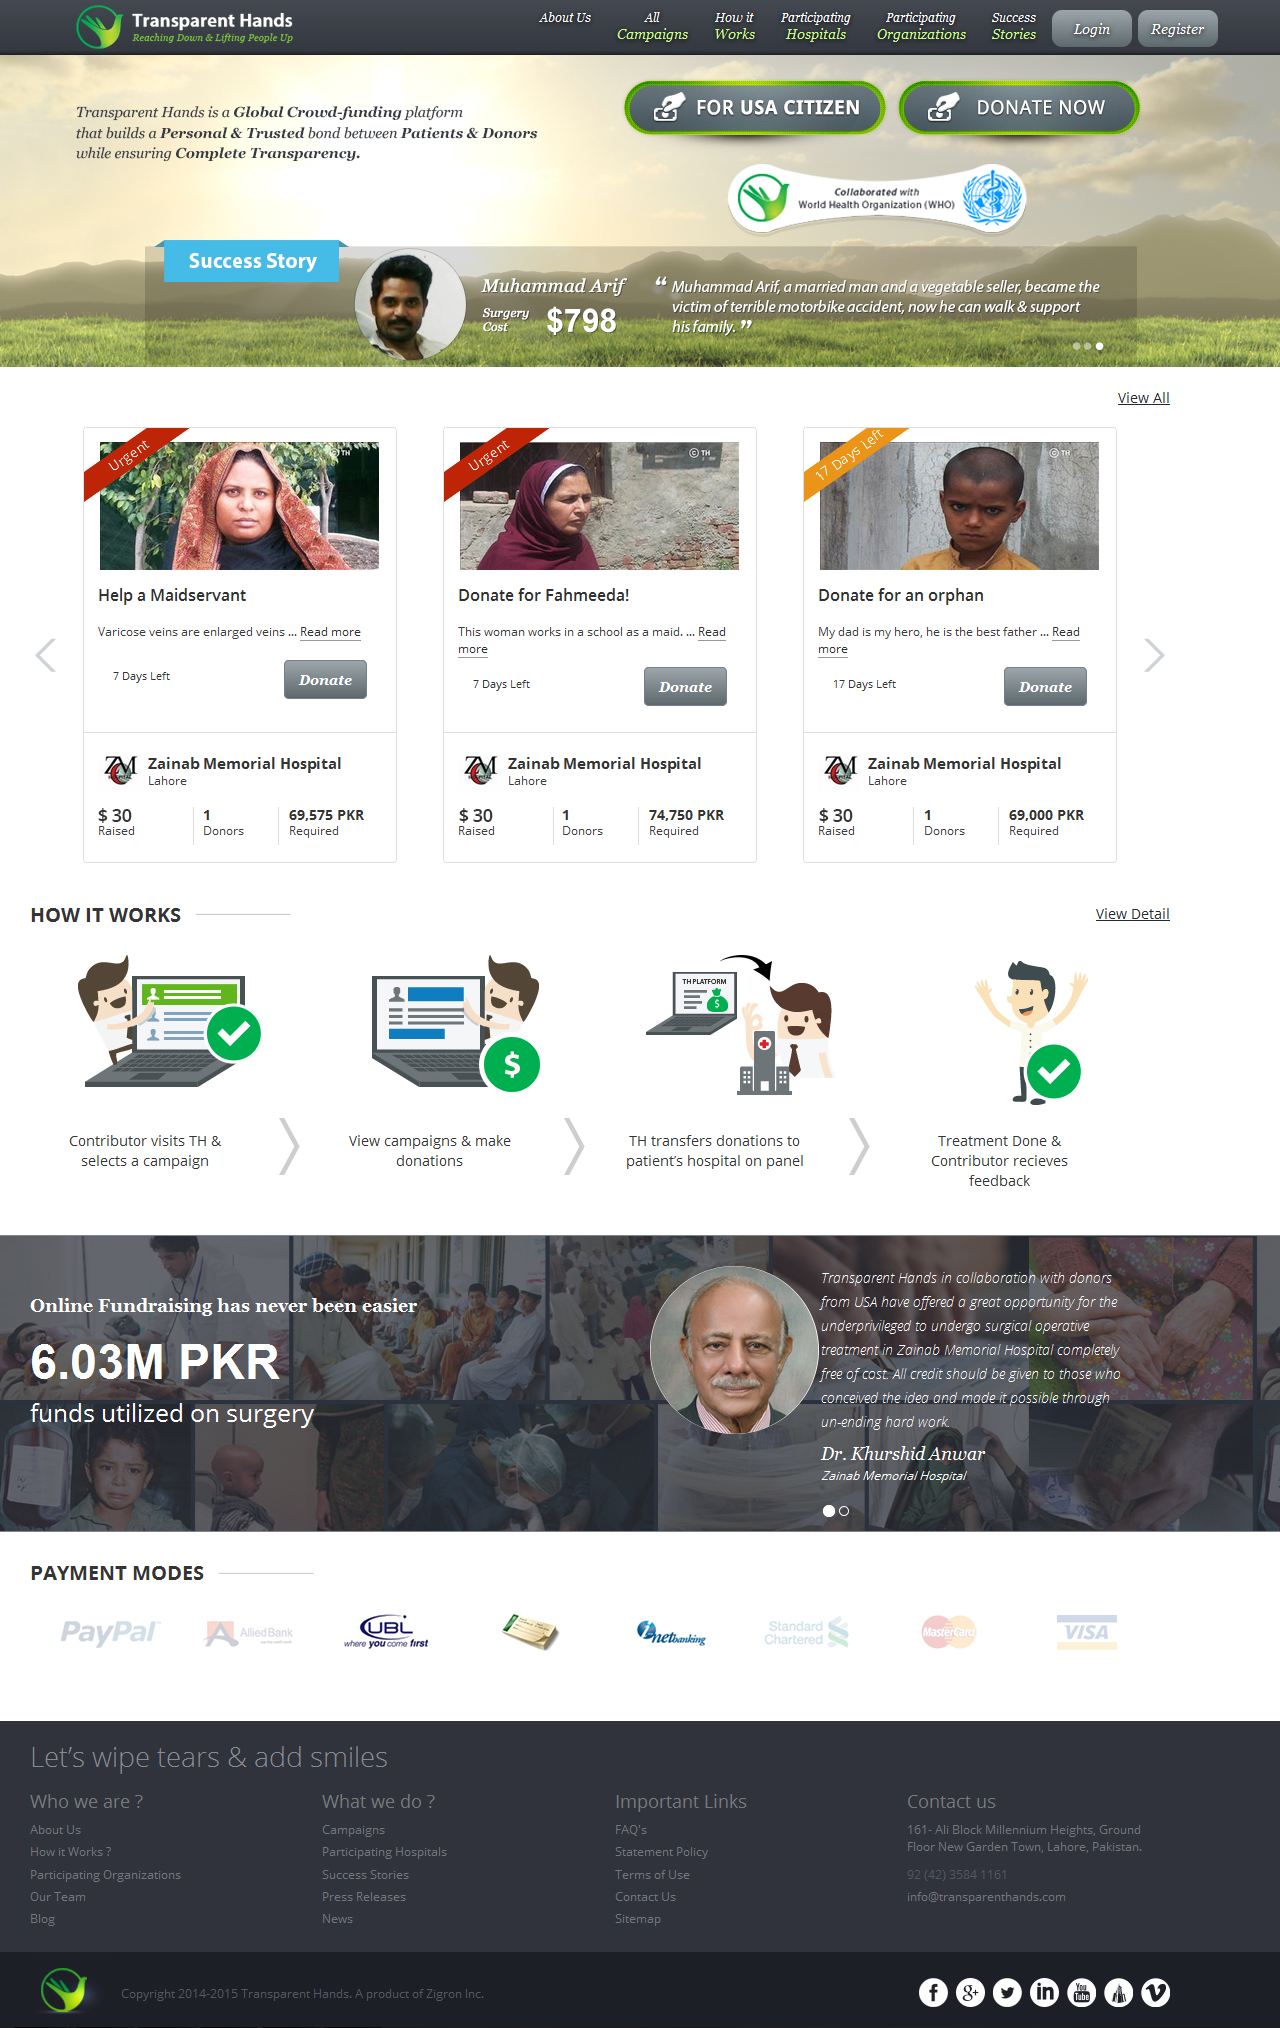 Transparent Hands
Reaching Down & Lifting People Up
About Us
All
Campaigns
How it
Works
Participating
Hospitals
Participating
Organizations
Success
Stories
Login
Register
Transparent Hands is a Global Crowd-funding platform
that builds a Personal & Trusted bond between Patients & Donors
while ensuring Complete Transparency.
FOR USA CITIZEN
DONATE NOW
Collaborated with
World Health Organization (WHO)
Success Story
Muhammad Arif
Surgery
Cost
$798
“ Muhammad Arif, a married man and a vegetable seller, became the
victim of terrible motorbike accident, now he can walk & support
his family. ”
View All
Urgent
© TH
Help a Maidservant
Varicose veins are enlarged veins ... Read more
7 Days Left
Donate
ZM
HOSPITAL
Zainab Memorial Hospital
Lahore
$ 30
Raised
1
Donors
69,575 PKR
Required
Urgent
© TH
Donate for Fahmeeda!
This woman works in a school as a maid. ... Read
more
7 Days Left
Donate
ZM
HOSPITAL
Zainab Memorial Hospital
Lahore
$ 30
Raised
1
Donors
74,750 PKR
Required
17 Days Left
© TH
Donate for an orphan
My dad is my hero, he is the best father ... Read
more
17 Days Left
Donate
ZM
HOSPITAL
Zainab Memorial Hospital
Lahore
$ 30
Raised
1
Donors
69,000 PKR
Required
HOW IT WORKS
View Detail
$
TH PLATFORM
$
Contributor visits TH &
selects a campaign
View campaigns & make
donations
TH transfers donations to
patient's hospital on panel
Treatment Done &
Contributor recieves
feedback
Online Fundraising has never been easier
6.03M PKR
funds utilized on surgery
Transparent Hands in collaboration with donors
from USA have offered a great opportunity for the
underprivileged to undergo surgical operative
treatment in Zainab Memorial Hospital completely
free of cost. All credit should be given to those who
conceived the idea and made it possible through
un-ending hard work.
Dr. Khurshid Anwar
Zainab Memorial Hospital
PAYMENT MODES
PayPal
Allied Bank
UBL
where you come first
netbanking
Standard
Chartered
MasterCard
VISA
Let's wipe tears & add smiles
Who we are ?
About Us
How it Works ?
Participating Organizations
Our Team
Blog
What we do ?
Campaigns
Participating Hospitals
Success Stories
Press Releases
News
Important Links
FAQ's
Statement Policy
Terms of Use
Contact Us
Sitemap
Contact us
161- Ali Block Millennium Heights, Ground
Floor New Garden Town, Lahore, Pakistan.
92 (42) 3584 1161
info@transparenthands.com
Copyright 2014-2015 Transparent Hands. A product of Zigron Inc.
f
g+
in
You
Tube